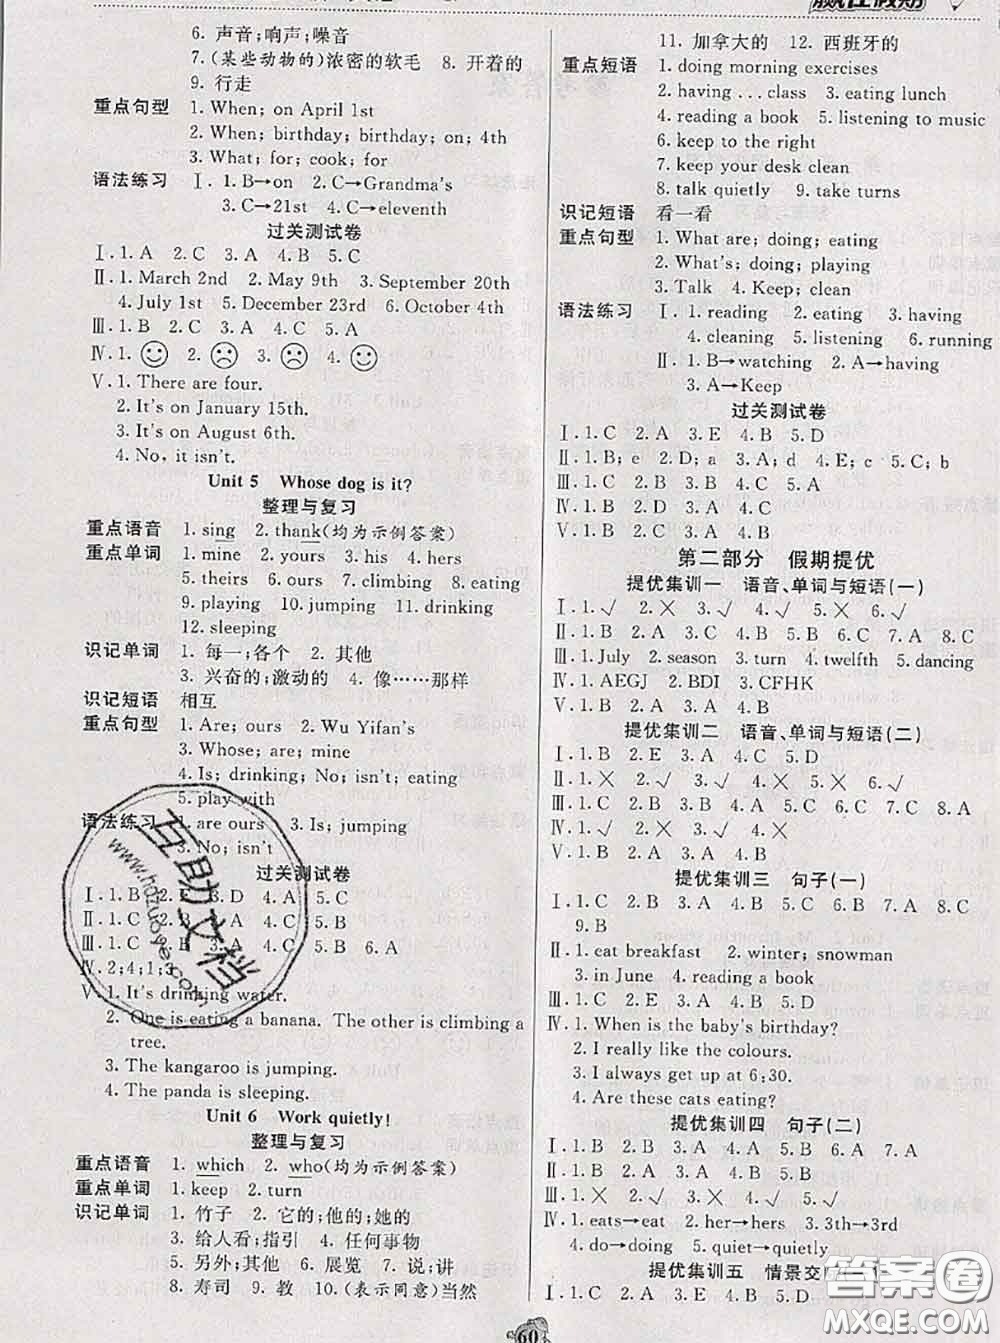 赢在假期
6. 声音;响声;噪音
7.(某些动物的)浓密的软毛 8. 开着的
9. 行走
重点句型 1. When; on April 1st
2. When; birthday; birthday; on; 4th
3. What; for; cook; for
语法练习 Ⅰ. 1. B→on 2. C→Grandma's
3. C→21st 4. C→eleventh
过关测试卷
Ⅰ. 1. A 2. C 3. A 4. B 5. C
Ⅱ. 1. March 2nd 2. May 9th 3. September 20th
4. July 1st 5. December 23rd 6. October 4th
Ⅲ. 1. B 2. C 3. A 4. C 5. A
Ⅳ. 1. 2. 3. 4.
Ⅴ. 1. There are four.
2. It's on January 15th.
3. It's on August 6th.
4. No, it isn't.
Unit 5 Whose dog is it?
整理与复习
重点语音 1. sing 2. thank(均为示例答案)
重点单词 1. mine 2. yours 3. his 4. hers
5. theirs 6. ours 7. climbing 8. eating
9. playing 10. jumping 11. drinking
12. sleeping
识记单词 1. 每一;各个 2. 其他
3. 兴奋的;激动的 4. 像……那样
识记短语 相互
重点句型 1. Are; ours 2. Wu Yifan's
3. Whose; are; mine
4. Is; drinking; No; isn't; eating
5. play with
语法练习 1. are ours 3. Is; jumping
3. No; isn't
过关测试卷
Ⅰ. 1. B 2. E 3. D 4. A 5. C
Ⅱ. 1. B 2. C 3. A 4. C 5. B
Ⅲ. 1. C 2. B 3. A 4. C 5. B 6. A
Ⅳ. 2;4;1;3
Ⅴ. 1. It's drinking water.
2. One is eating a banana. The other is climbing a
tree.
3. The kangaroo is jumping.
4. The panda is sleeping.
Unit 6 Work quietly!
整理与复习
重点语音 1. which 2. who(均为示例答案)
重点单词 1. keep 2. turn
识记单词 1. 竹子 2. 它的;他的;她的
3. 给人看;指引 4. 任何事物
5. 另外;其他 6. 展览 7. 说;讲
8. 寿司 9. 教 10.(表示同意)当然
11. 加拿大的 12. 西班牙的
重点短语 1. doing morning exercises
2. having …class 3. eating lunch
4. reading a book 5. listening to music
6. keep to the right
7. keep your desk clean
8. talk quietly 9. take turns
识记短语 看一看
重点句型 1. What are; doing; eating
2. What's; doing; playing
3. Talk 4. Keep; clean
语法练习 Ⅰ. 1. reading 2. eating 3. having
4. cleaning 5. listening 6. running
Ⅱ. 1. B→watching 2. A→having
3. A→Keep
过关测试卷
Ⅰ. 1. C 2. A 3. E 4. B 5. D
Ⅱ. 1. B; e 2. D; a 3. A; d 4. E; c 5. C; b
Ⅲ. 1. C 2. B 3. C 4. A 5. C 6. A
Ⅳ. 1. B 2. D 3. C 4. E 5. A
Ⅴ. 1. B 2. C 3. A 4. B
第二部分 假期提优
提优集训一 语音、单词与短语(一)
Ⅰ. 1. √ 2. × 3. √ 4. √ 5. × 6. √
Ⅱ. 1. B 2. A 3. B 4. C 5. B 6. C 7. A 8. C
Ⅲ. 1. July 2. season 3. turn 4. twelfth 5. dancing
Ⅳ. 1. AEGJ 2. BDI 3. CFHK
Ⅴ. 1. C 2. B 3. A 4. B
提优集训二 语音、单词与短语(二)
Ⅰ. 1. B 2. E 3. A 4. C 5. D
Ⅱ. 1. × 2. × 3. √ 4. √ 5. × 6. √
Ⅲ. 1. C 2. B 3. A 4. C 5. B 6. C 7. C 8. A
Ⅳ. 1. D 2. C 3. B 4. E 5. A
Ⅴ. 1. C 2. A 3. A 4. B
提优集训三 句子(一)
Ⅰ. 1. C 2. B 3. A 4. C 5. B 6. A 7. B 8. C
9. B
Ⅱ. 1. eat breakfast 2. winter; snowman
3. in June 4. reading a book
Ⅲ. 1. C 2. A 3. E 4. B 5. D
Ⅳ. 1. When is the baby's birthday?
2. I really like the colours.
3. I always get up at 6:30.
4. Are these cats eating?
提优集训四 句子(二)
Ⅰ. 1. C 2. B 3. A 4. A 5. B 6. A 7. C
Ⅱ. 1. B 2. C 3. E 4. D 5. A
Ⅲ. 1. × 2. √ 3. × 4. √ 5. √
Ⅳ. 1. eats→eat 2. her→hers 3. 3th→3rd
4. do→doing 5. quiet→quietly
提优集训五 情景交
Ⅰ. 1. C 2. B 3. D 4. A 5.
60
互助文档
www.hdzuoye.com
答案圈
MXQE.COM